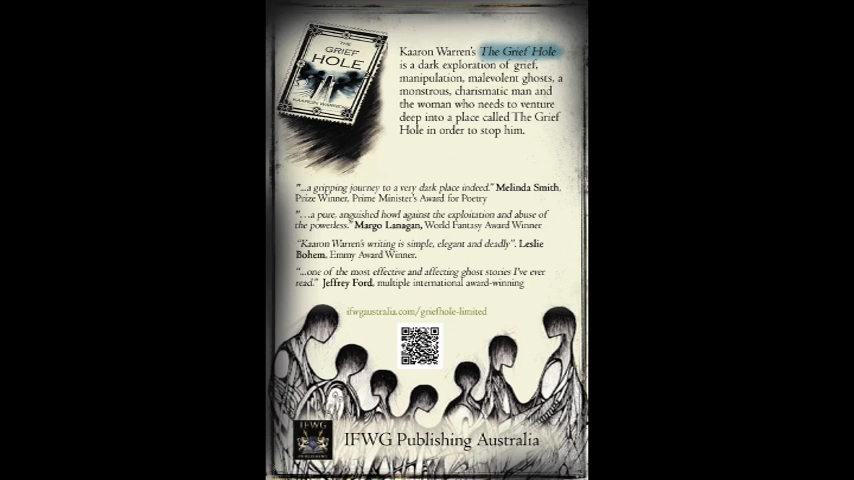 THE
GRIEF
HOLE
KAARON WARREN
Kaaron Warren's The Grief Hole
is a dark exploration of grief,
manipulation, malevolent ghosts, a
monstrous, charismatic man and
the woman who needs to venture
deep into a place called The Grief
Hole in order to stop him.
"...a gripping journey to a very dark place indeed." Melinda Smith,
Prize Winner, Prime Minister's Award for Poetry
"…a pure, anguished howl against the exploitation and abuse of
the powerless." Margo Lanagan, World Fantasy Award Winner
"Kaaron Warren's writing is simple, elegant and deadly". Leslie
Bohem, Emmy Award Winner.
"...one of the most effective and affecting ghost stories I've ever
read." Jeffrey Ford, multiple international award-winning
ifwgaustralia.com/griefhole-limited
IFWG
PUBLISHING
IFWG Publishing Australia